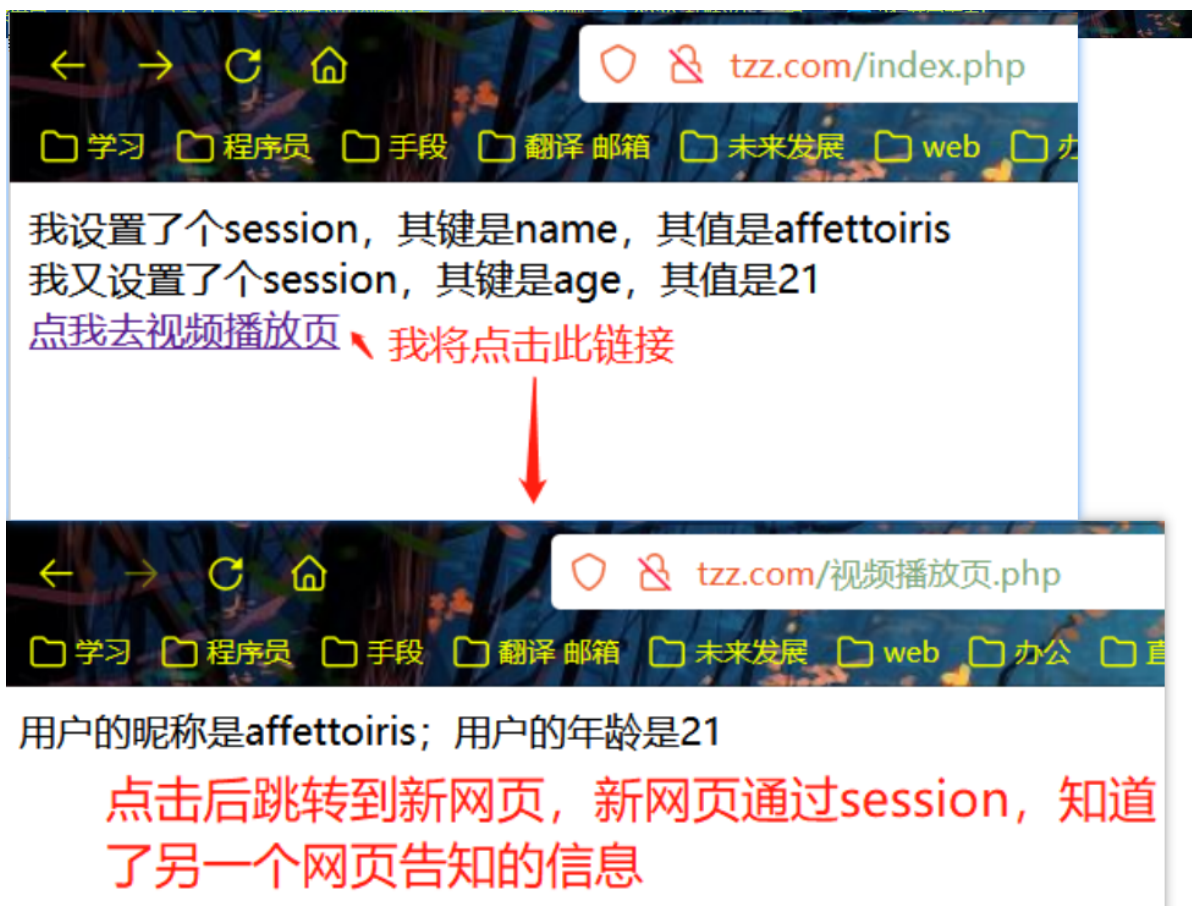 tzz.com/index.php
学习 程序员 手段 翻译 邮箱 未来发展 web
我设置了个session，其键是name，其值是affettoiris
我又设置了个session，其键是age，其值是21
点我去视频播放页
我将点击此链接
tzz.com/视频播放页.php
学习 程序员 手段 翻译 邮箱 未来发展 web 办公
用户的昵称是affettoiris；用户的年龄是21
点击后跳转到新网页，新网页通过session，知道
了另一个网页告知的信息